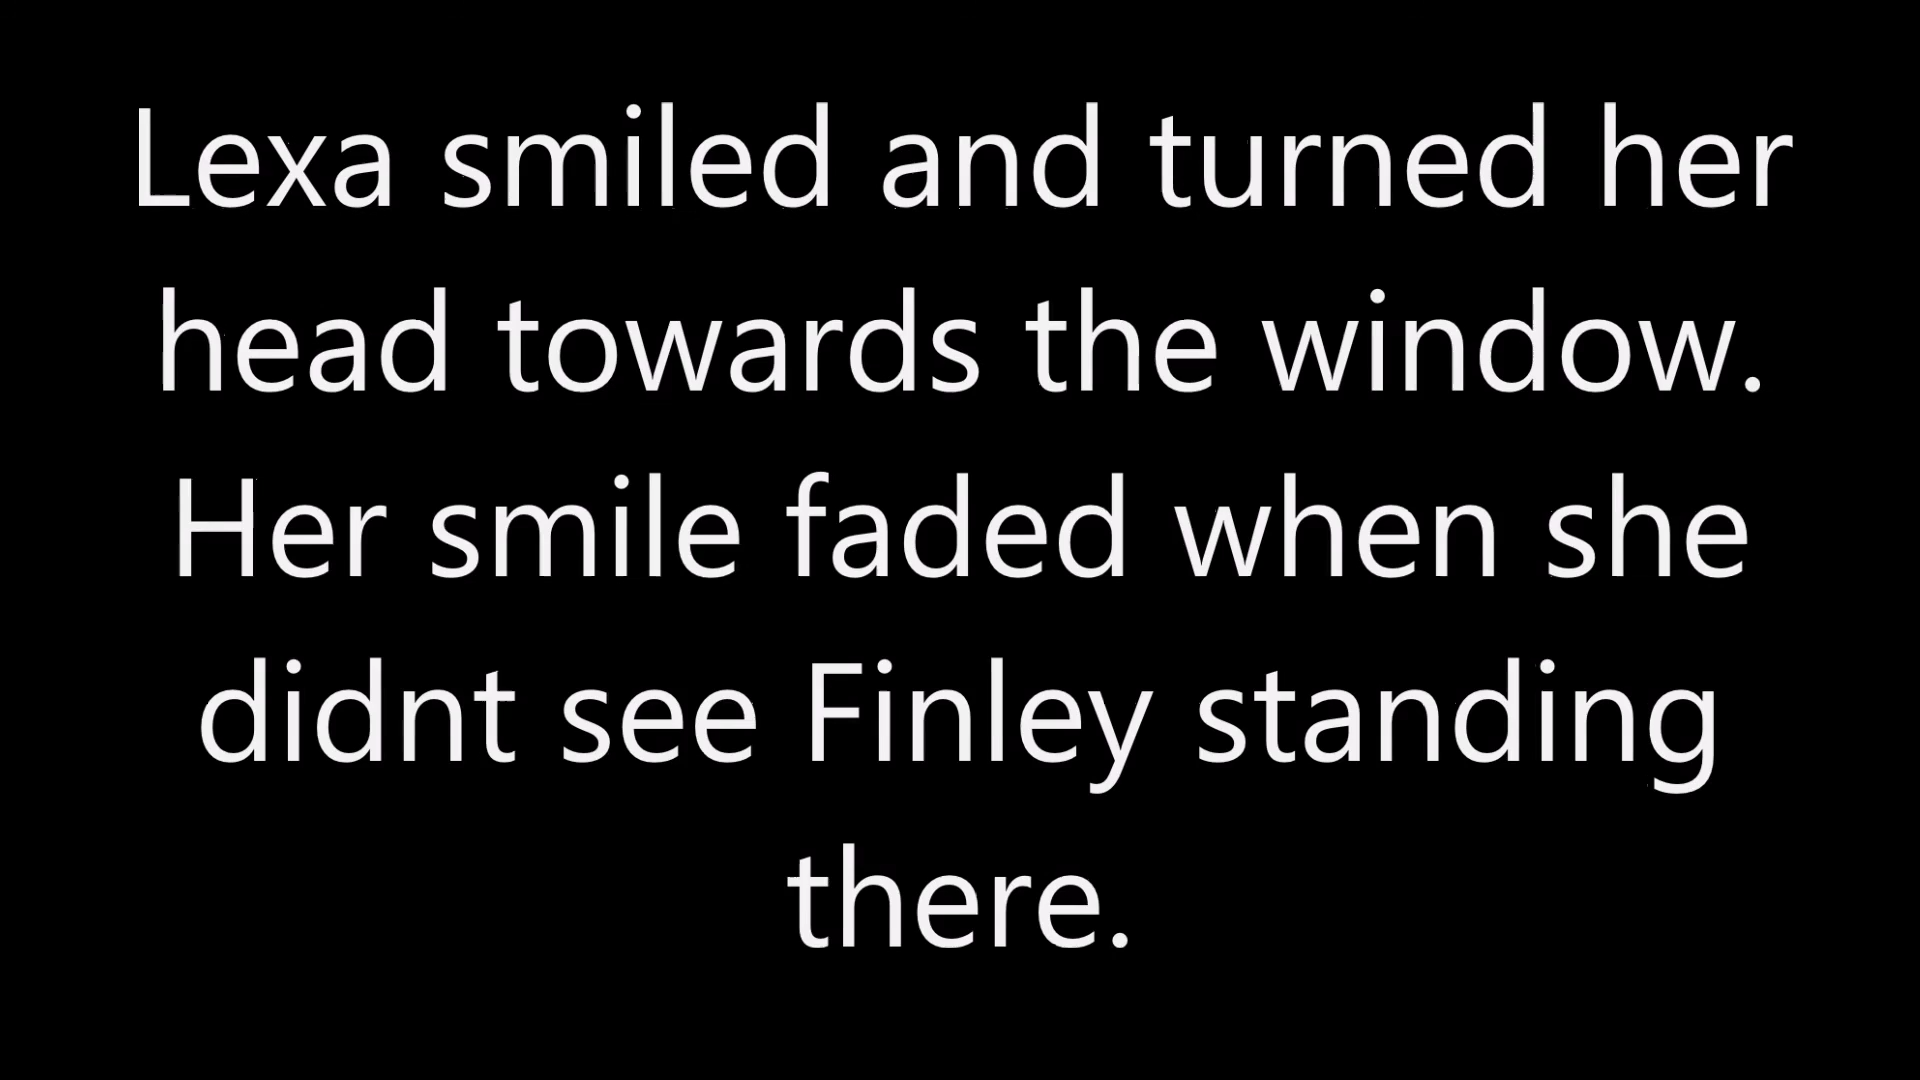 Lexa smiled and turned her
head towards the window.
Her smile faded when she
didnt see Finley standing
there.